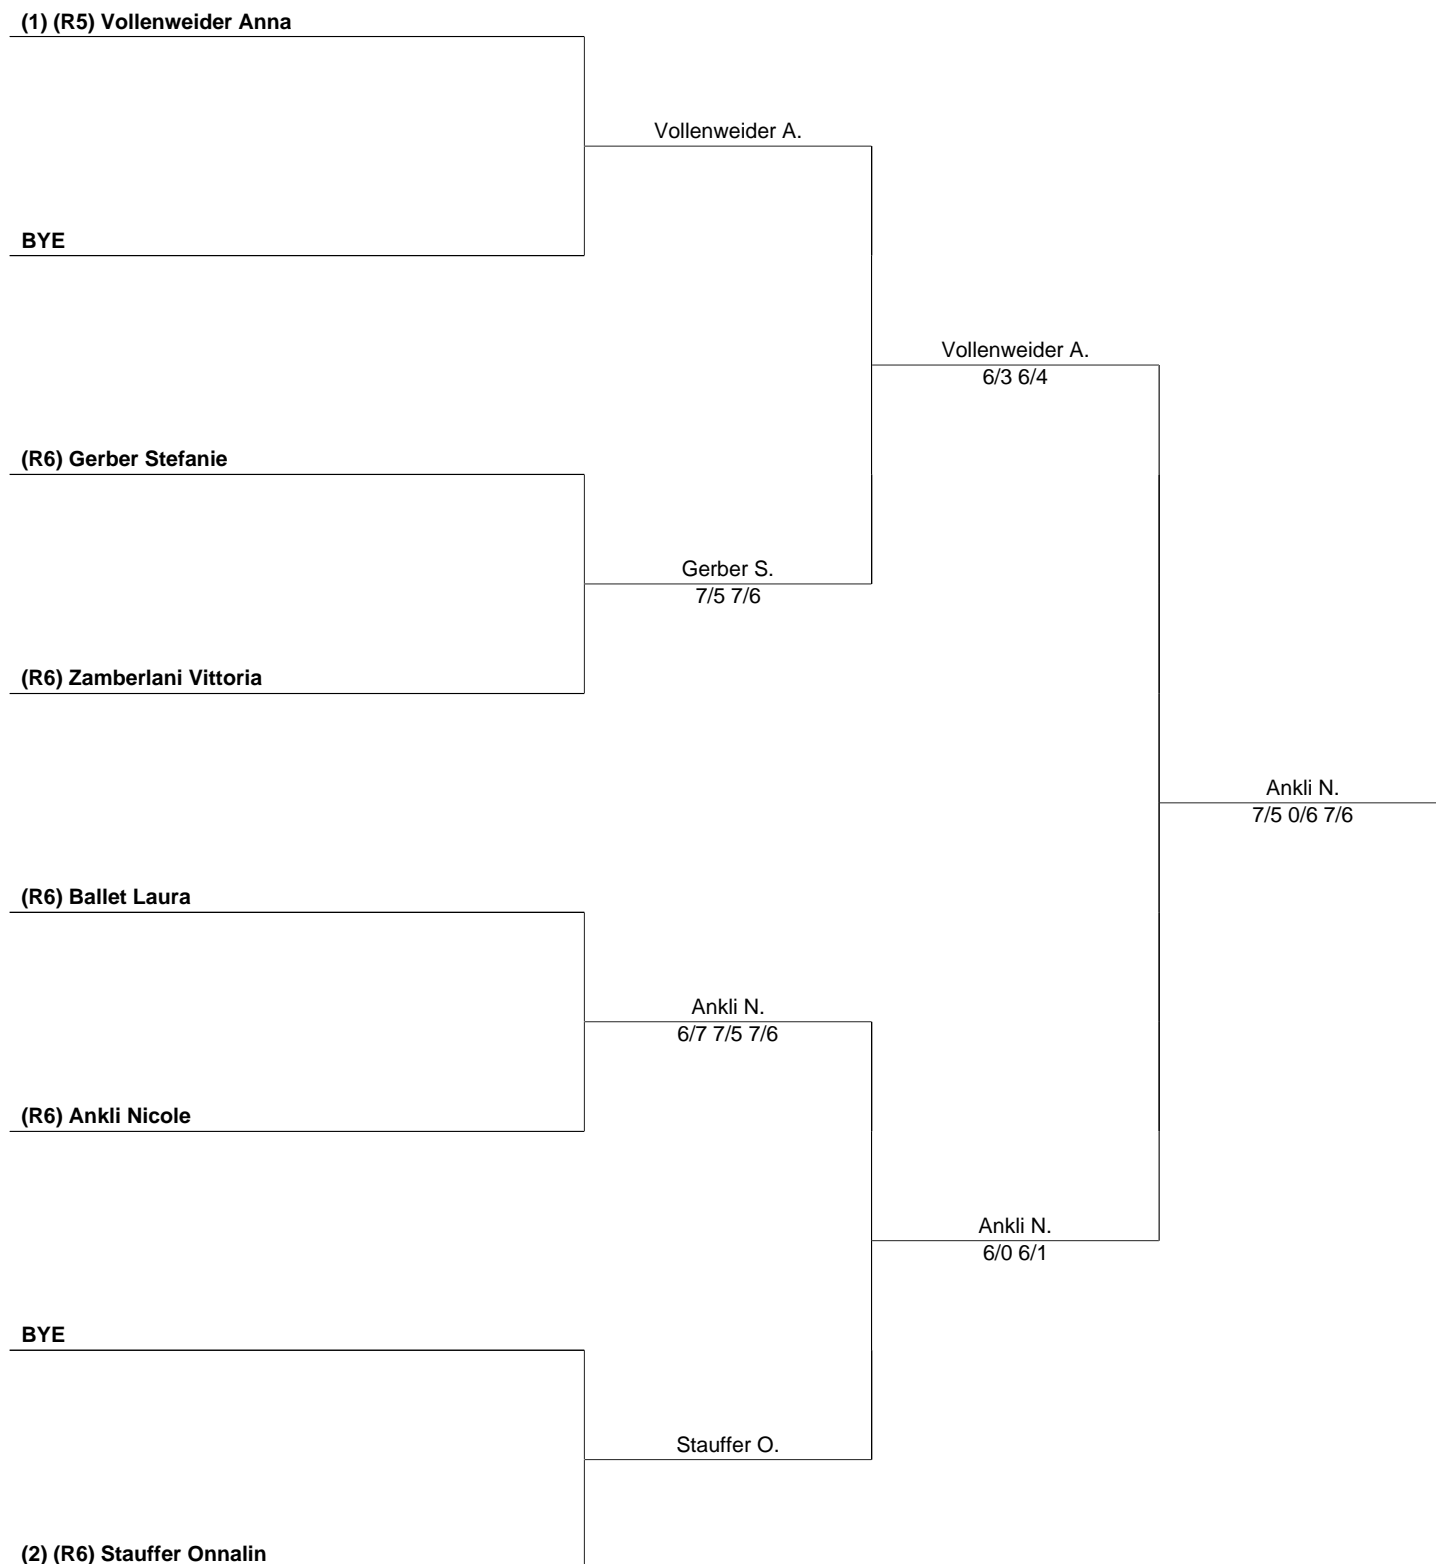 (1) (R5) Vollenweider Anna
Vollenweider A.
BYE
Vollenweider A.
6/3 6/4
(R6) Gerber Stefanie
Gerber S.
7/5 7/6
(R6) Zamberlani Vittoria
Ankli N.
7/5 0/6 7/6
(R6) Ballet Laura
Ankli N.
6/7 7/5 7/6
(R6) Ankli Nicole
Ankli N.
6/0 6/1
BYE
Stauffer O.
(2) (R6) Stauffer Onnalin